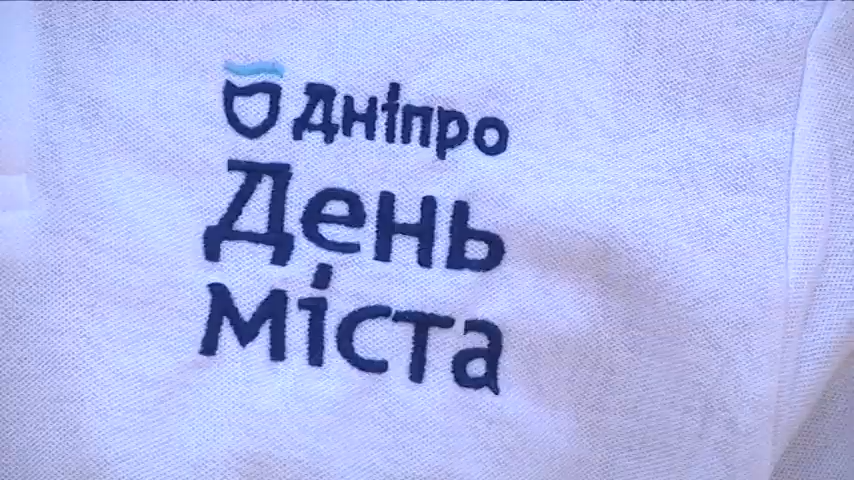 дніпро
День
міста